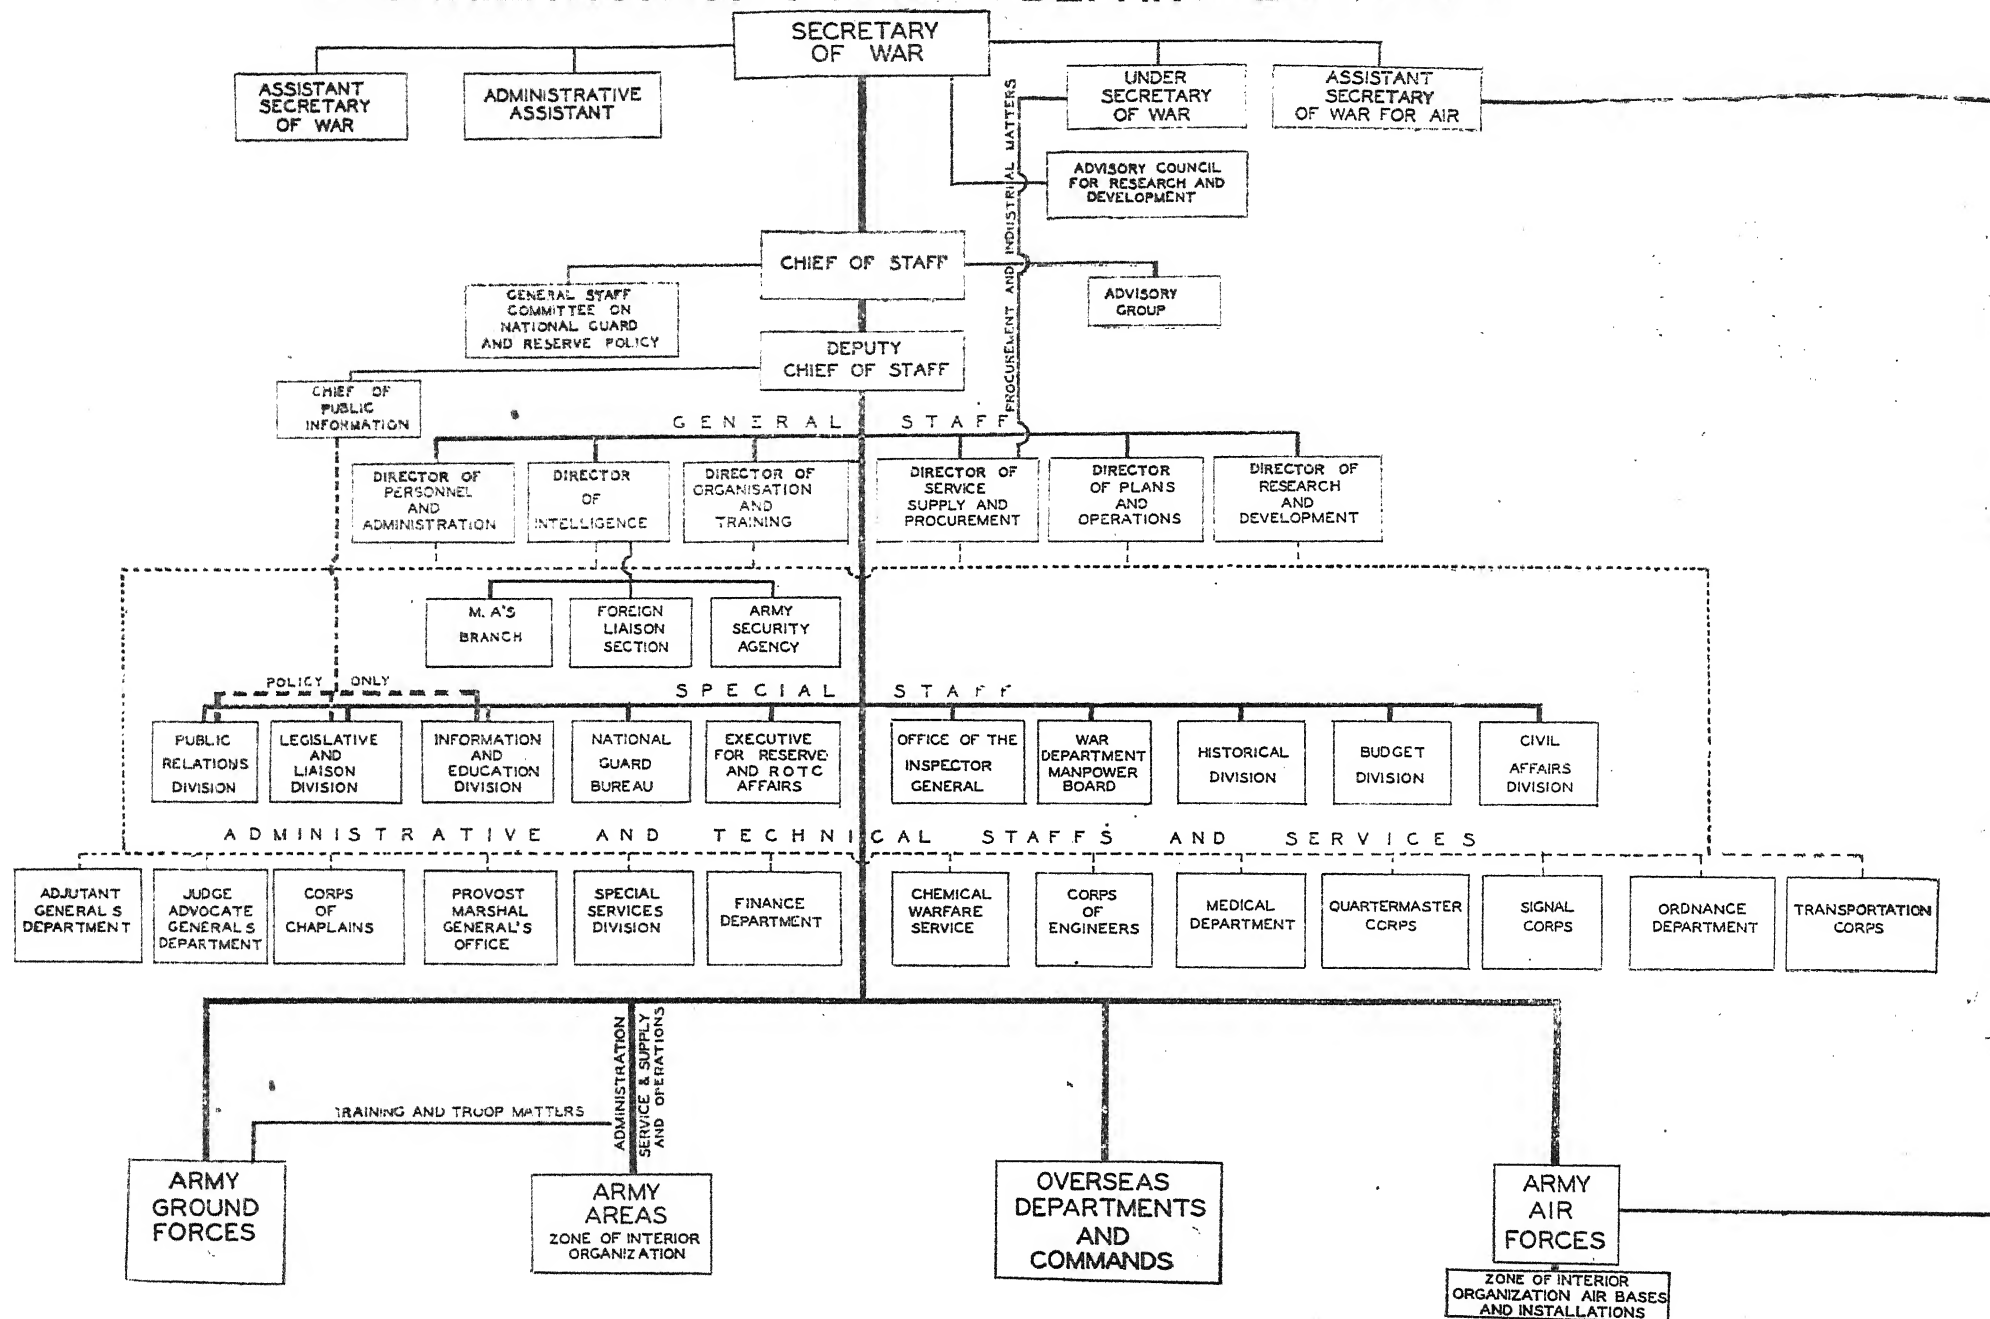 SECRETARY
OF WAR
ASSISTANT
SECRETARY
OF WAR
ADMINISTRATIVE
ASSISTANT
UNDER
SECRETARY
OF WAR
ASSISTANT
SECRETARY
OF WAR FOR AIR
ADVISORY COUNCIL
FOR RESEARCH AND
DEVELOPMENT
PROCUREMENT AND INDUSTRIAL MATTERS
CHIEF OF STAFF
GENERAL STAFF
COMMITTEE ON
NATIONAL GUARD
AND RESERVE POLICY
ADVISORY
GROUP
DEPUTY
CHIEF OF STAFF
CHIEF OF
PUBLIC
INFORMATION
GENERAL STAFF
DIRECTOR OF
PERSONNEL
AND
ADMINISTRATION
DIRECTOR
OF
INTELLIGENCE
DIRECTOR OF
ORGANISATION
AND
TRAINING
DIRECTOR OF
SERVICE
SUPPLY AND
PROCUREMENT
DIRECTOR
OF PLANS
AND
OPERATIONS
DIRECTOR OF
RESEARCH
AND
DEVELOPMENT
M. A'S
BRANCH
FOREIGN
LIAISON
SECTION
ARMY
SECURITY
AGENCY
POLICY ONLY
SPECIAL STAFF
PUBLIC
RELATIONS
DIVISION
LEGISLATIVE
AND
LIAISON
DIVISION
INFORMATION
AND
EDUCATION
DIVISION
NATIONAL
GUARD
BUREAU
EXECUTIVE
FOR RESERVE
AND ROTC
AFFAIRS
OFFICE OF THE
INSPECTOR
GENERAL
WAR
DEPARTMENT
MANPOWER
BOARD
HISTORICAL
DIVISION
BUDGET
DIVISION
CIVIL
AFFAIRS
DIVISION
ADMINISTRATIVE AND TECHNICAL STAFFS AND SERVICES
ADJUTANT
GENERAL S
DEPARTMENT
JUDGE
ADVOCATE
GENERAL S
DEPARTMENT
CORPS
OF
CHAPLAINS
PROVOST
MARSHAL
GENERAL'S
OFFICE
SPECIAL
SERVICES
DIVISION
FINANCE
DEPARTMENT
CHEMICAL
WARFARE
SERVICE
CORPS
OF
ENGINEERS
MEDICAL
DEPARTMENT
QUARTERMASTER
CORPS
SIGNAL
CORPS
ORDNANCE
DEPARTMENT
TRANSPORTATION
CORPS
ADMINISTRATION
SERVICE & SUPPLY
AND OPERATIONS
TRAINING AND TROOP MATTERS
ARMY
GROUND
FORCES
ARMY
AREAS
ZONE OF INTERIOR
ORGANIZATION
OVERSEAS
DEPARTMENTS
AND
COMMANDS
ARMY
AIR
FORCES
ZONE OF INTERIOR
ORGANIZATION AIR BASES
AND INSTALLATIONS